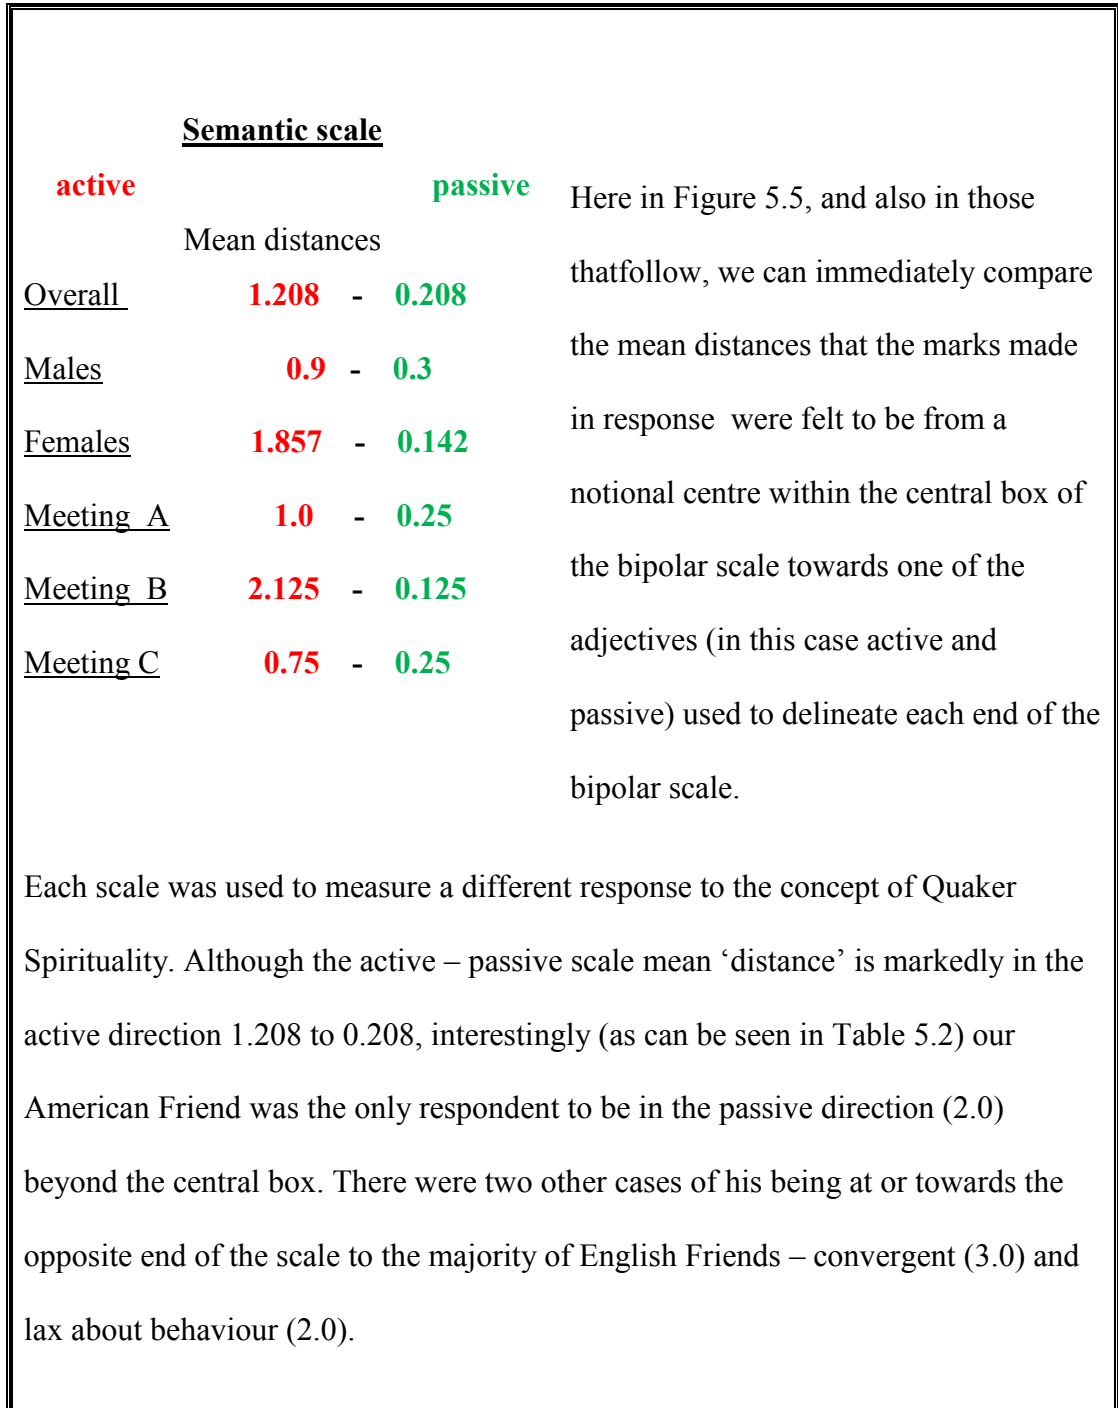 Semantic scale
active passive
Mean distances
Overall 1.208 - 0.208
Males 0.9 - 0.3
Females 1.857 - 0.142
Meeting A 1.0 - 0.25
Meeting B 2.125 - 0.125
Meeting C 0.75 - 0.25
Here in Figure 5.5, and also in those
thatfollow, we can immediately compare
the mean distances that the marks made
in response were felt to be from a
notional centre within the central box of
the bipolar scale towards one of the
adjectives (in this case active and
passive) used to delineate each end of the
bipolar scale.
Each scale was used to measure a different response to the concept of Quaker
Spirituality. Although the active – passive scale mean ‘distance’ is markedly in the
active direction 1.208 to 0.208, interestingly (as can be seen in Table 5.2) our
American Friend was the only respondent to be in the passive direction (2.0)
beyond the central box. There were two other cases of his being at or towards the
opposite end of the scale to the majority of English Friends – convergent (3.0) and
lax about behaviour (2.0).